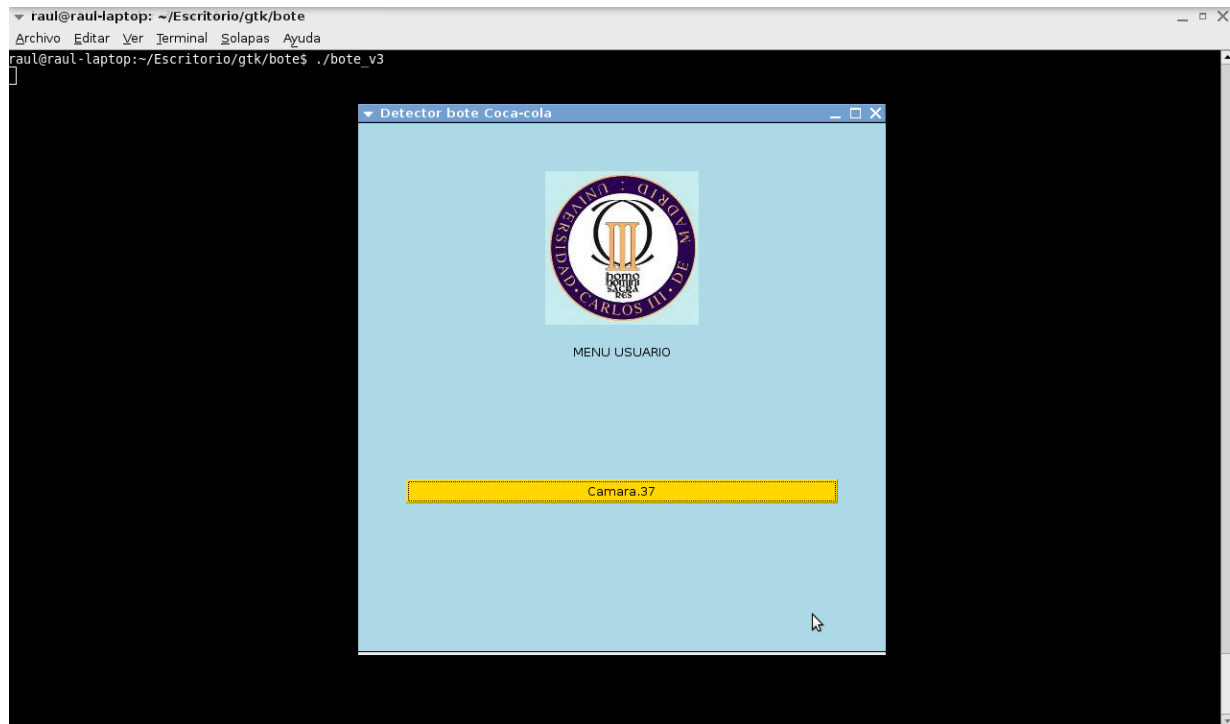 raul@raul-laptop: ~/Escritorio/gtk/bote
Archivo Editar Ver Terminal Solapas Ayuda
raul@raul-laptop:~/Escritorio/gtk/bote$ ./bote_v3
Detector bote Coca-cola
UNIVERSIDAD · CARLOS III · DE MADRID :
homo
homini
SACRA
RES
MENU USUARIO
Camara.37